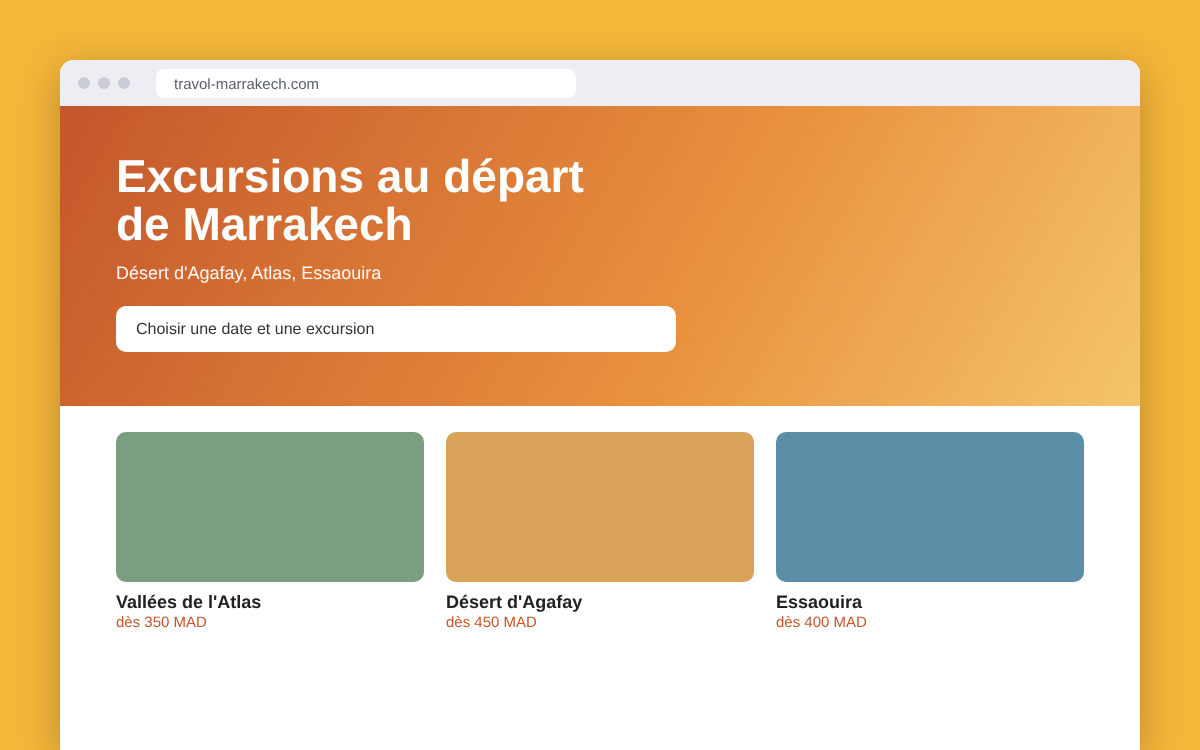 travol-marrakech.com
Excursions au départ
de Marrakech
Désert d'Agafay, Atlas, Essaouira
Choisir une date et une excursion
Vallées de l'Atlas
dès 350 MAD
Désert d'Agafay
dès 450 MAD
Essaouira
dès 400 MAD